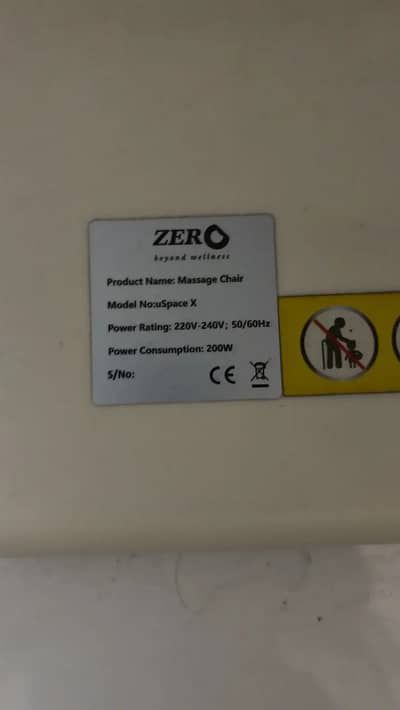 ZERO
beyond wellness
Product Name: Massage Chair
Model No:uSpace X
Power Rating: 220V-240V; 50/60Hz
Power Consumption: 200W
S/No:
CE